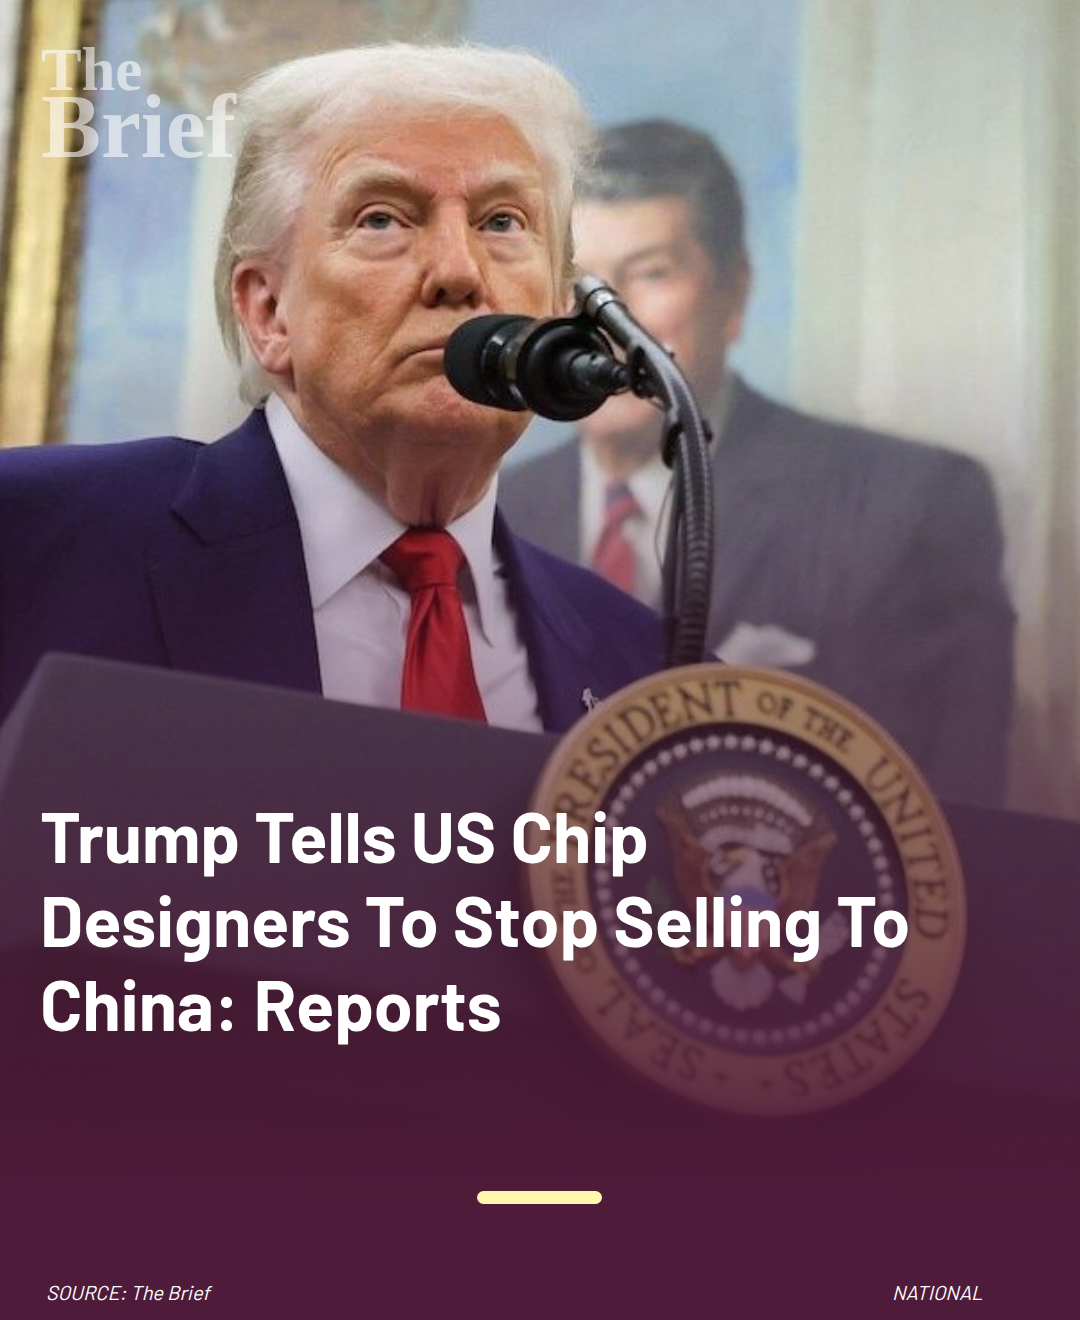 The
Brief
PRESIDENT OF THE UNITED STATES · SEAL OF THE
Trump Tells US Chip
Designers To Stop Selling To
China: Reports
SOURCE: The Brief
NATIONAL